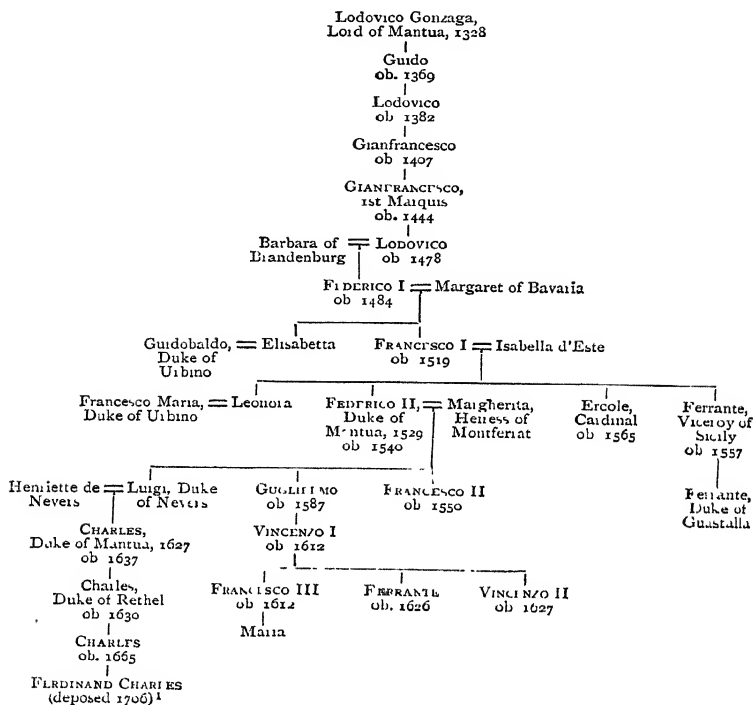 Lodovico Gonzaga,
Lord of Mantua, 1328
Guido
ob. 1369
Lodovico
ob 1382
Gianfrancesco
ob 1407
GIANFRANCESCO,
1st Marquis
ob. 1444
Barbara of = LODOVICO
Brandenburg ob 1478
FEDERICO I = Margaret of Bavaria
ob 1484
Guidobaldo, = Elisabetta FRANCESCO I = Isabella d'Este
Duke of ob 1519
Urbino
Francesco Maria, = Leonora FEDERICO II, = Margherita, Ercole, Ferrante,
Duke of Urbino Duke of Heiress of Cardinal Viceroy of
Mantua, 1529 Montferrat ob 1565 Sicily
ob 1540 ob 1557
Henriette de = Luigi, Duke GUGLIELMO FRANCESCO II Ferrante,
Nevers of Nevers ob 1587 ob 1550 Duke of
Guastalla
CHARLES, VINCENZO I
Duke of Mantua, 1627 ob 1612
ob 1637
Charles, FRANCESCO III FERRANTE VINCENZO II
Duke of Rethel ob 1612 ob. 1626 ob 1627
ob 1630
Maria
CHARLES
ob. 1665
FERDINAND CHARLES
(deposed 1706)¹